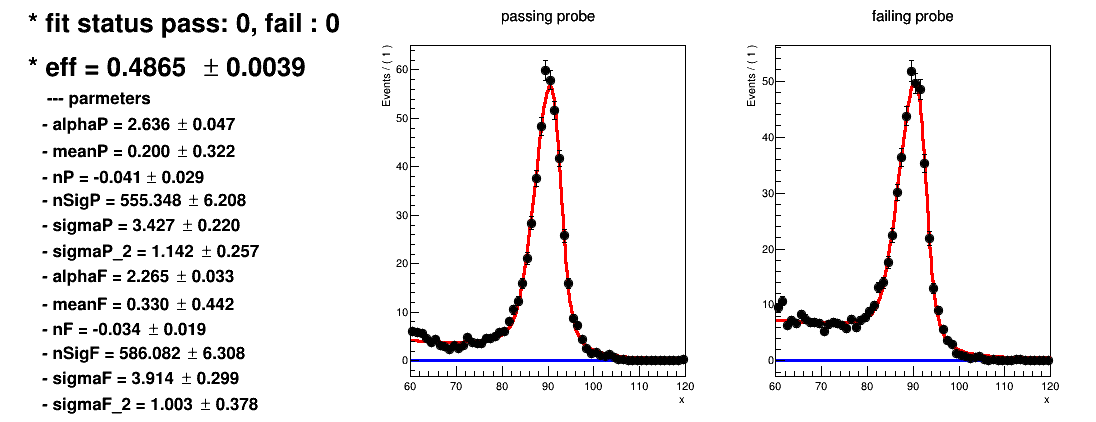 * fit status pass: 0, fail : 0
* eff = 0.4865 ± 0.0039
--- parmeters
- alphaP = 2.636 ± 0.047
- meanP = 0.200 ± 0.322
- nP = -0.041 ± 0.029
- nSigP = 555.348 ± 6.208
- sigmaP = 3.427 ± 0.220
- sigmaP_2 = 1.142 ± 0.257
- alphaF = 2.265 ± 0.033
- meanF = 0.330 ± 0.442
- nF = -0.034 ± 0.019
- nSigF = 586.082 ± 6.308
- sigmaF = 3.914 ± 0.299
- sigmaF_2 = 1.003 ± 0.378
passing probe
Events / ( 1 )
60
50
40
30
20
10
0
60 70 80 90 100 110 120
x
failing probe
Events / ( 1 )
50
40
30
20
10
0
60 70 80 90 100 110 120
x